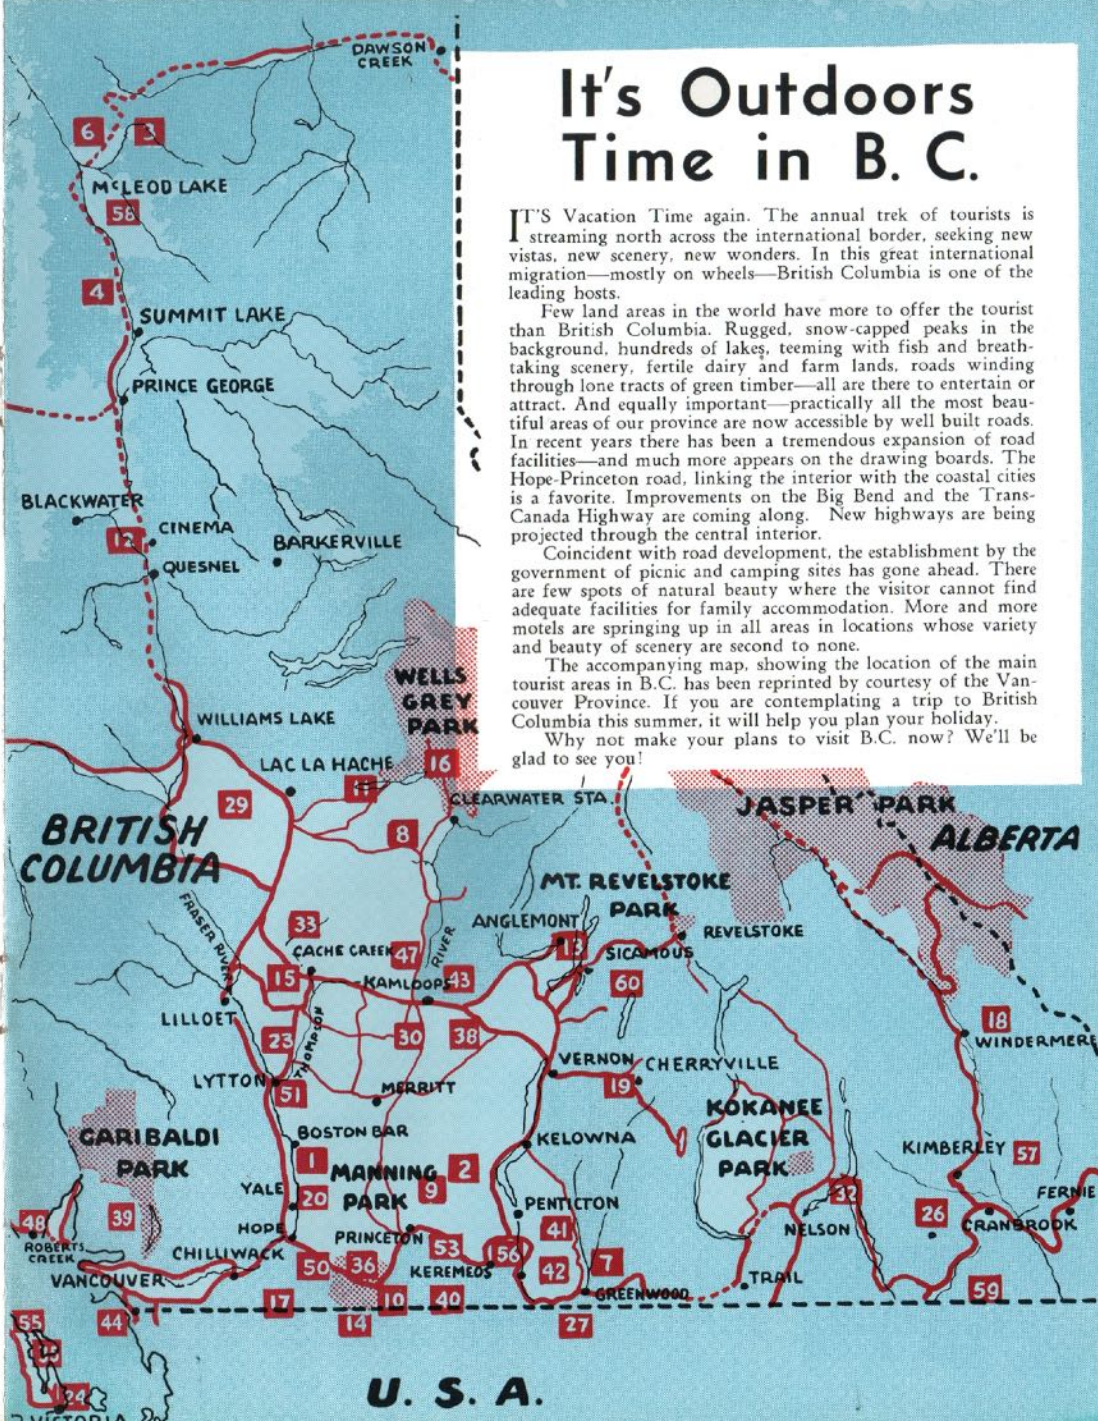 DAWSON
CREEK
It's Outdoors
Time in B. C.
IT'S Vacation Time again. The annual trek of tourists is
streaming north across the international border, seeking new
vistas, new scenery, new wonders. In this great international
migration—mostly on wheels—British Columbia is one of the
leading hosts.
Few land areas in the world have more to offer the tourist
than British Columbia. Rugged, snow-capped peaks in the
background, hundreds of lakes, teeming with fish and breath-
taking scenery, fertile dairy and farm lands, roads winding
through lone tracts of green timber—all are there to entertain or
attract. And equally important—practically all the most beau-
tiful areas of our province are now accessible by well built roads.
In recent years there has been a tremendous expansion of road
facilities—and much more appears on the drawing boards. The
Hope-Princeton road, linking the interior with the coastal cities
is a favorite. Improvements on the Big Bend and the Trans-
Canada Highway are coming along. New highways are being
projected through the central interior.
Coincident with road development, the establishment by the
government of picnic and camping sites has gone ahead. There
are few spots of natural beauty where the visitor cannot find
adequate facilities for family accommodation. More and more
motels are springing up in all areas in locations whose variety
and beauty of scenery are second to none.
The accompanying map, showing the location of the main
tourist areas in B.C. has been reprinted by courtesy of the Van-
couver Province. If you are contemplating a trip to British
Columbia this summer, it will help you plan your holiday.
Why not make your plans to visit B.C. now? We'll be
glad to see you!
6
3
McLEOD LAKE
58
4
SUMMIT LAKE
PRINCE GEORGE
BLACKWATER
CINEMA
12
BARKERVILLE
QUESNEL
WELLS
GREY
PARK
WILLIAMS LAKE
LAC LA HACHE
16
11
29
CLEARWATER STA.
JASPER PARK
BRITISH
COLUMBIA
8
ALBERTA
MT. REVELSTOKE
PARK
FRASER RIVER
33
ANGLEMONT
REVELSTOKE
CACHE CREEK
47
RIVER
13
SICAMOUS
15
KAMLOOPS
43
60
LILLOET
23
THOMPSON
30
38
18
WINDERMERE
VERNON
CHERRYVILLE
19
LYTTON
51
MERRITT
KOKANEE
GLACIER
PARK
GARIBALDI
PARK
BOSTON BAR
KELOWNA
KIMBERLEY
57
1
MANNING
PARK
2
9
YALE
20
PENTICTON
32
FERNIE
48
39
41
NELSON
26
CRANBROOK
HOPE
PRINCETON
ROBERTS
CREEK
CHILLIWACK
50
36
53
KEREMEOS
56
42
7
VANCOUVER
TRAIL
17
10
40
GREENWOOD
59
55
44
14
27
24
VICTORIA
U. S. A.